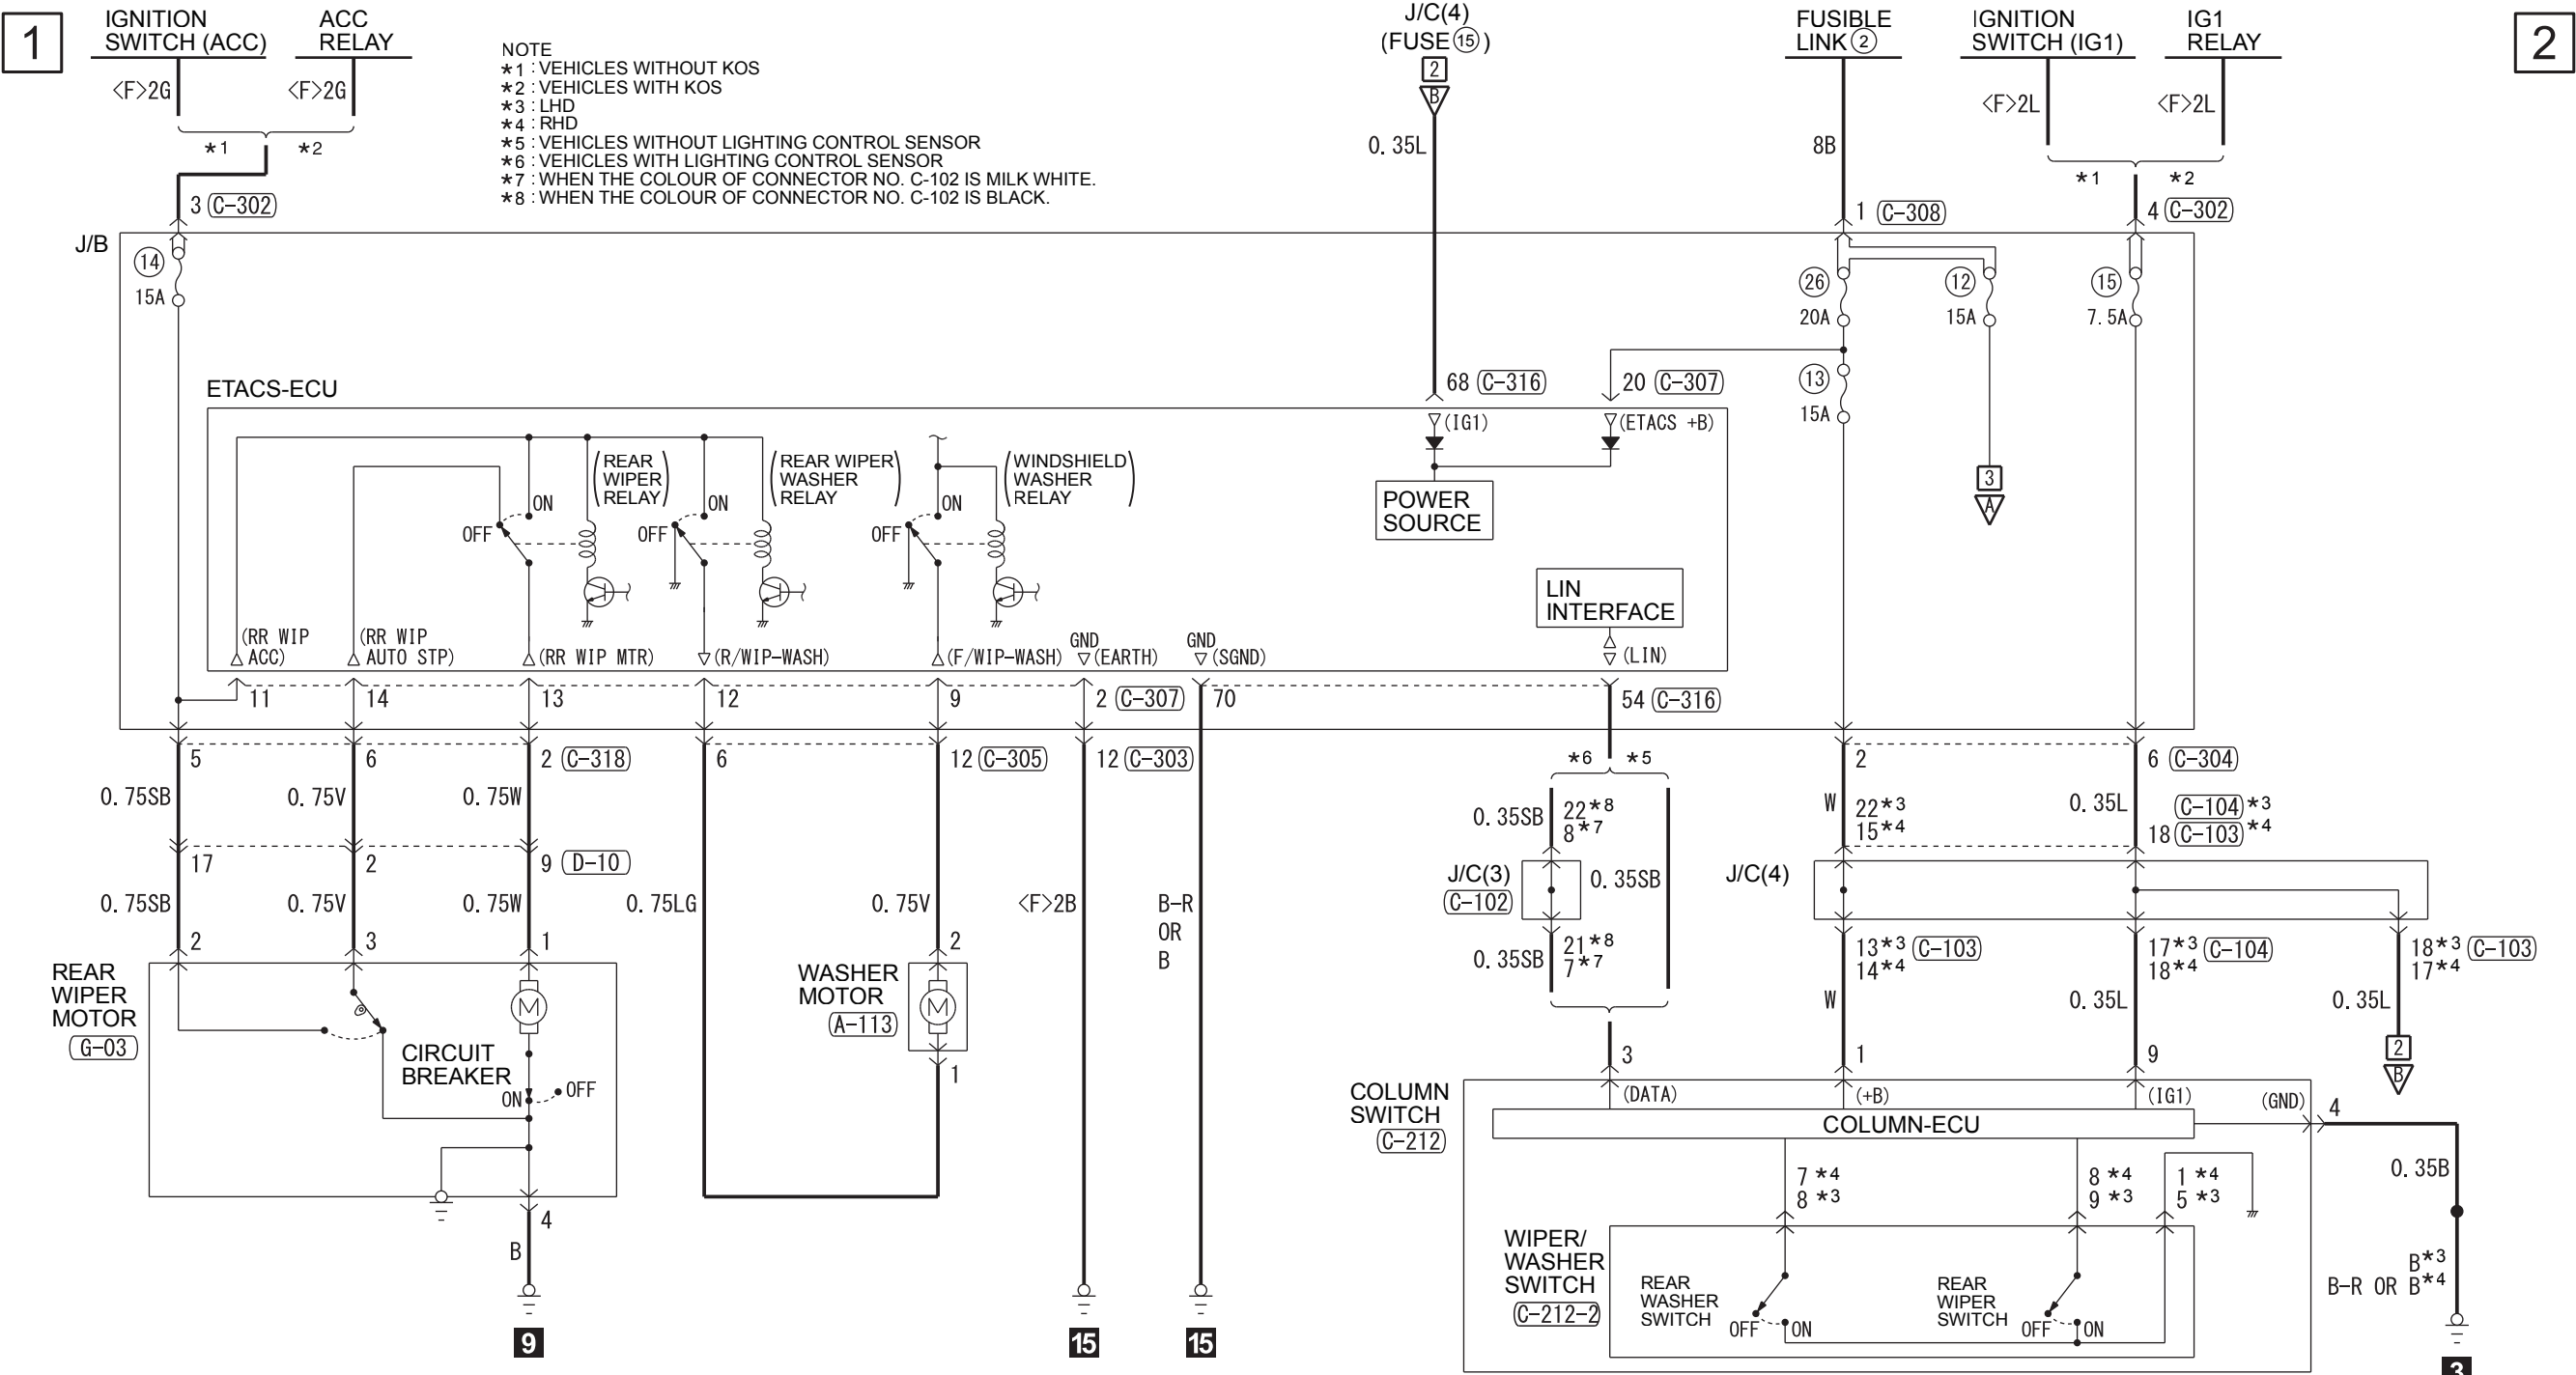 1
IGNITION
SWITCH (ACC)
ACC
RELAY
NOTE
*1 : VEHICLES WITHOUT KOS
*2 : VEHICLES WITH KOS
*3 : LHD
*4 : RHD
*5 : VEHICLES WITHOUT LIGHTING CONTROL SENSOR
*6 : VEHICLES WITH LIGHTING CONTROL SENSOR
*7 : WHEN THE COLOUR OF CONNECTOR NO. C-102 IS MILK WHITE.
*8 : WHEN THE COLOUR OF CONNECTOR NO. C-102 IS BLACK.
J/C(4)
(FUSE 15)
2
B
FUSIBLE
LINK 2
IGNITION
SWITCH (IG1)
IG1
RELAY
2
<F>2G
<F>2G
*1
*2
3 (C-302)
0.35L
8B
<F>2L
<F>2L
*1
*2
1 (C-308)
4 (C-302)
J/B
14
15A
26
20A
12
15A
15
7.5A
13
15A
3
A
ETACS-ECU
68 (C-316)
20 (C-307)
(IG1)
(ETACS +B)
POWER
SOURCE
LIN
INTERFACE
(LIN)
(REAR
WIPER
RELAY)
ON
OFF
(REAR WIPER
WASHER
RELAY)
ON
OFF
(WINDSHIELD
WASHER
RELAY)
ON
OFF
(RR WIP
ACC)
(RR WIP
AUTO STP)
(RR WIP MTR)
(R/WIP-WASH)
(F/WIP-WASH)
GND
(EARTH)
GND
(SGND)
11
14
13
12
9
2 (C-307)
70
54 (C-316)
5
6
2 (C-318)
6
12 (C-305)
12 (C-303)
*6
*5
2
6 (C-304)
0.75SB
0.75V
0.75W
17
2
9 (D-10)
0.75SB
0.75V
0.75W
0.75LG
0.75V
<F>2B
B-R
OR
B
0.35SB
22*8
8*7
J/C(3)
(C-102)
0.35SB
0.35SB
21*8
7*7
W
22*3
15*4
0.35L
(C-104)*3
18 (C-103)*4
J/C(4)
13*3 (C-103)
14*4
17*3 (C-104)
18*4
18*3 (C-103)
17*4
W
0.35L
0.35L
2
B
2
3
1
REAR
WIPER
MOTOR
(G-03)
M
CIRCUIT
BREAKER
ON
OFF
4
B
9
2
WASHER
MOTOR
(A-113)
M
1
15
15
3
1
9
COLUMN
SWITCH
(C-212)
(DATA)
(+B)
(IG1)
(GND)
4
COLUMN-ECU
0.35B
7 *4
8 *3
8 *4
9 *3
1 *4
5 *3
WIPER/
WASHER
SWITCH
(C-212-2)
REAR
WASHER
SWITCH
OFF
ON
REAR
WIPER
SWITCH
OFF
ON
B*3
B-R OR B*4
3